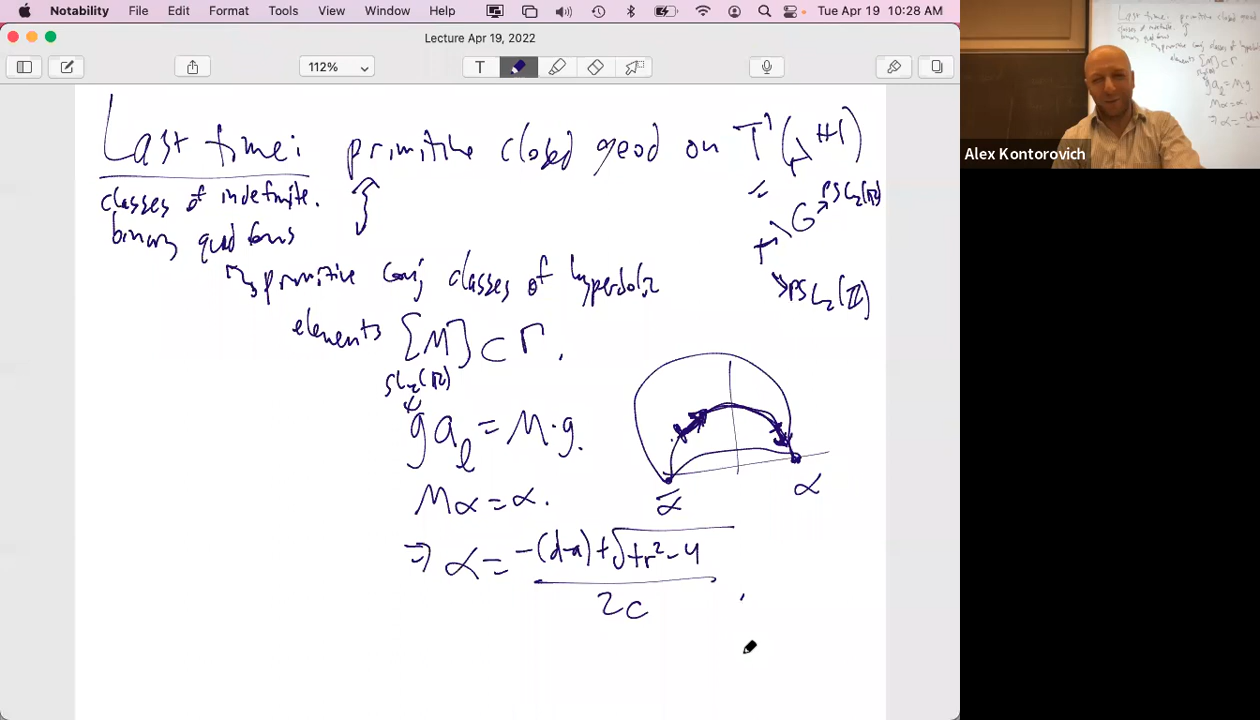 Notability File Edit Format Tools View Window Help Tue Apr 19 10:28 AM
Lecture Apr 19, 2022
112%
T
Last time: primitive closed geod on T¹(Γ\ℍ)
classes of indefinite.
binary quad forms
≅ Γ\G → PSL₂(ℝ)
→ PSL₂(ℤ)
primitive conj classes of hyperbolic
elements [M] ⊂ Γ.
SL₂(ℝ)
g a_ℓ = M·g.
Mα = α.
ᾱ α
⇒ α = (-(d-a)+√(tr²-4))/2c ,
Alex Kontorovich